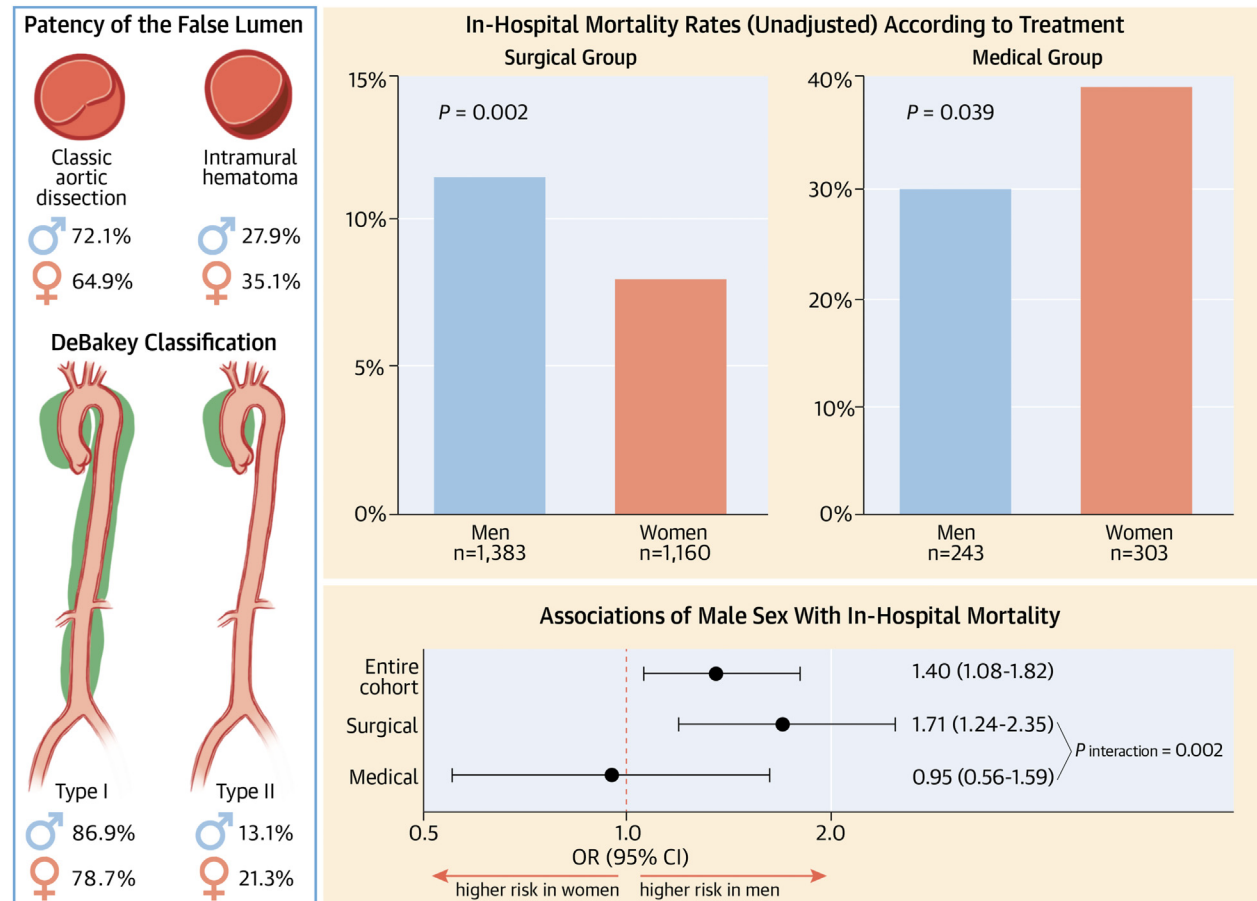 Patency of the False Lumen
Classic
aortic
dissection
Intramural
hematoma
72.1%
27.9%
64.9%
35.1%
DeBakey Classification
Type I
Type II
86.9%
13.1%
78.7%
21.3%
In-Hospital Mortality Rates (Unadjusted) According to Treatment
Surgical Group
15%
10%
5%
0%
P = 0.002
Men
n=1,383
Women
n=1,160
Medical Group
40%
30%
20%
10%
0%
P = 0.039
Men
n=243
Women
n=303
Associations of Male Sex With In-Hospital Mortality
Entire
cohort
1.40 (1.08-1.82)
Surgical
1.71 (1.24-2.35)
P interaction = 0.002
Medical
0.95 (0.56-1.59)
0.5
1.0
2.0
OR (95% CI)
higher risk in women
higher risk in men